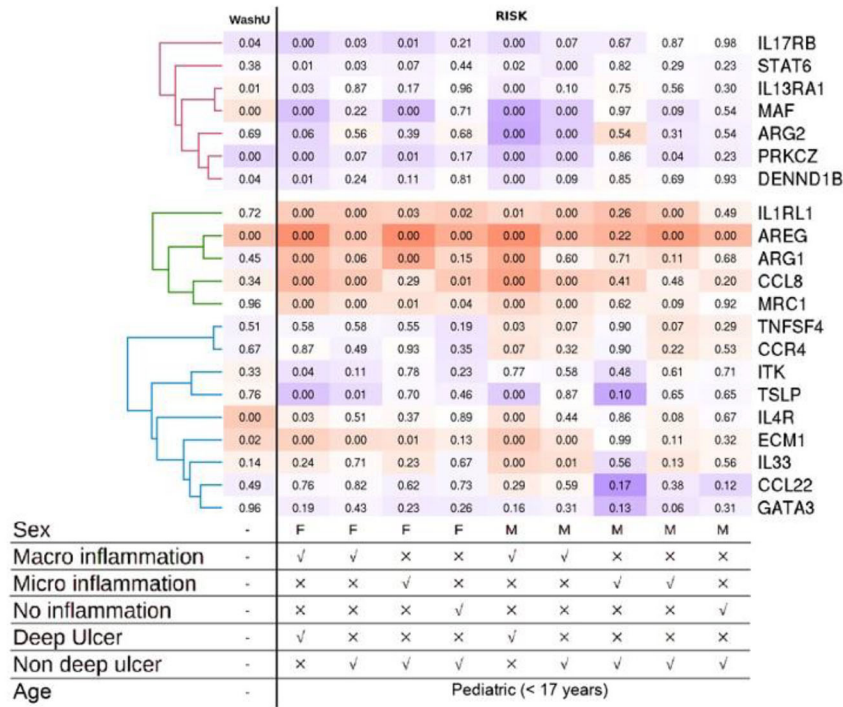 WashU RISK
0.04 0.00 0.03 0.01 0.21 0.00 0.07 0.67 0.87 0.98 IL17RB
0.38 0.01 0.03 0.07 0.44 0.02 0.00 0.82 0.29 0.23 STAT6
0.01 0.03 0.87 0.17 0.96 0.00 0.10 0.75 0.56 0.30 IL13RA1
0.00 0.00 0.22 0.00 0.71 0.00 0.00 0.97 0.09 0.54 MAF
0.69 0.06 0.56 0.39 0.68 0.00 0.00 0.54 0.31 0.54 ARG2
0.00 0.00 0.07 0.01 0.17 0.00 0.00 0.86 0.04 0.23 PRKCZ
0.04 0.01 0.24 0.11 0.81 0.00 0.09 0.85 0.69 0.93 DENND1B
0.72 0.00 0.00 0.03 0.02 0.01 0.00 0.26 0.00 0.49 IL1RL1
0.00 0.00 0.00 0.00 0.00 0.00 0.00 0.22 0.00 0.00 AREG
0.45 0.00 0.06 0.00 0.15 0.00 0.60 0.71 0.11 0.68 ARG1
0.34 0.00 0.00 0.29 0.01 0.00 0.00 0.41 0.48 0.20 CCL8
0.96 0.00 0.00 0.01 0.04 0.00 0.00 0.62 0.09 0.92 MRC1
0.51 0.58 0.58 0.55 0.19 0.03 0.07 0.90 0.07 0.29 TNFSF4
0.67 0.87 0.49 0.93 0.35 0.07 0.32 0.90 0.22 0.53 CCR4
0.33 0.04 0.11 0.78 0.23 0.77 0.58 0.48 0.61 0.71 ITK
0.76 0.00 0.01 0.70 0.46 0.00 0.87 0.10 0.65 0.65 TSLP
0.00 0.03 0.51 0.37 0.89 0.00 0.44 0.86 0.08 0.67 IL4R
0.02 0.00 0.00 0.01 0.13 0.00 0.00 0.99 0.11 0.32 ECM1
0.14 0.24 0.71 0.23 0.67 0.00 0.01 0.56 0.13 0.56 IL33
0.49 0.76 0.82 0.62 0.73 0.29 0.59 0.17 0.38 0.12 CCL22
0.96 0.19 0.43 0.23 0.26 0.16 0.31 0.13 0.06 0.31 GATA3
Sex - F F F F M M M M M
Macro inflammation - √ √ × × √ √ × × ×
Micro inflammation - × × √ × × × √ √ ×
No inflammation - × × × √ × × × × √
Deep Ulcer - √ × × × √ × × × ×
Non deep ulcer - × √ √ √ × √ √ √ √
Age - Pediatric (< 17 years)